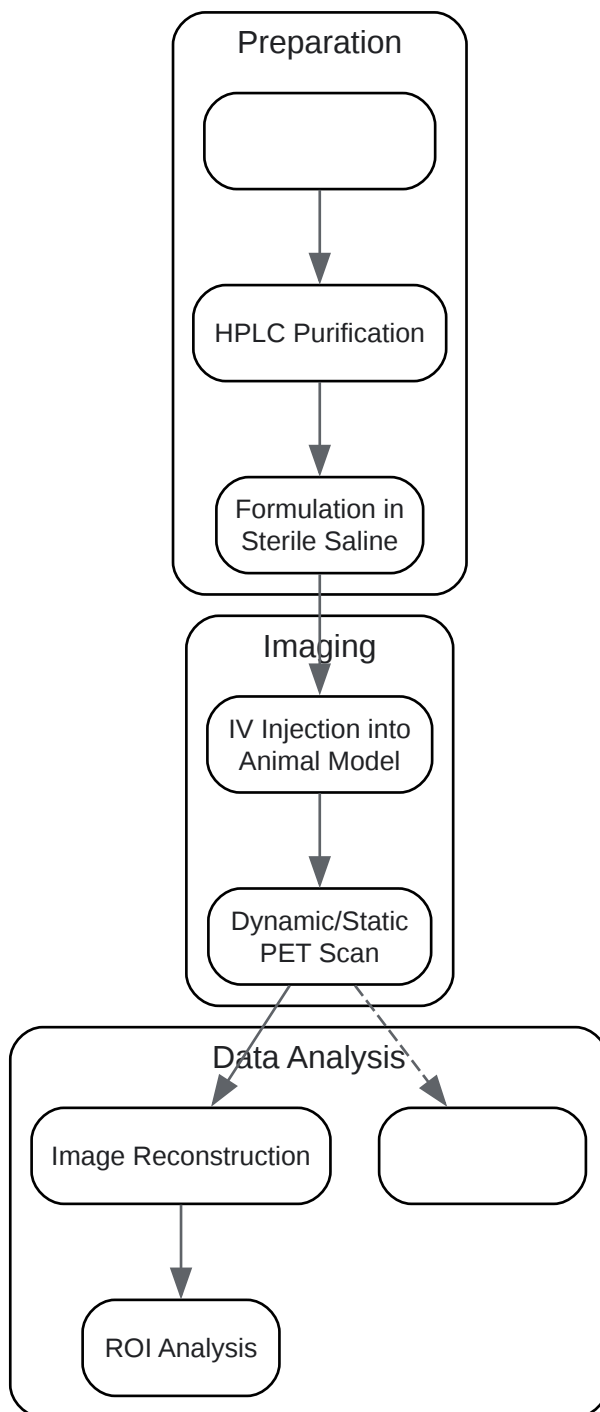 Preparation
HPLC Purification
Formulation in
Sterile Saline
Imaging
IV Injection into
Animal Model
Dynamic/Static
PET Scan
Data Analysis
Image Reconstruction
ROI Analysis